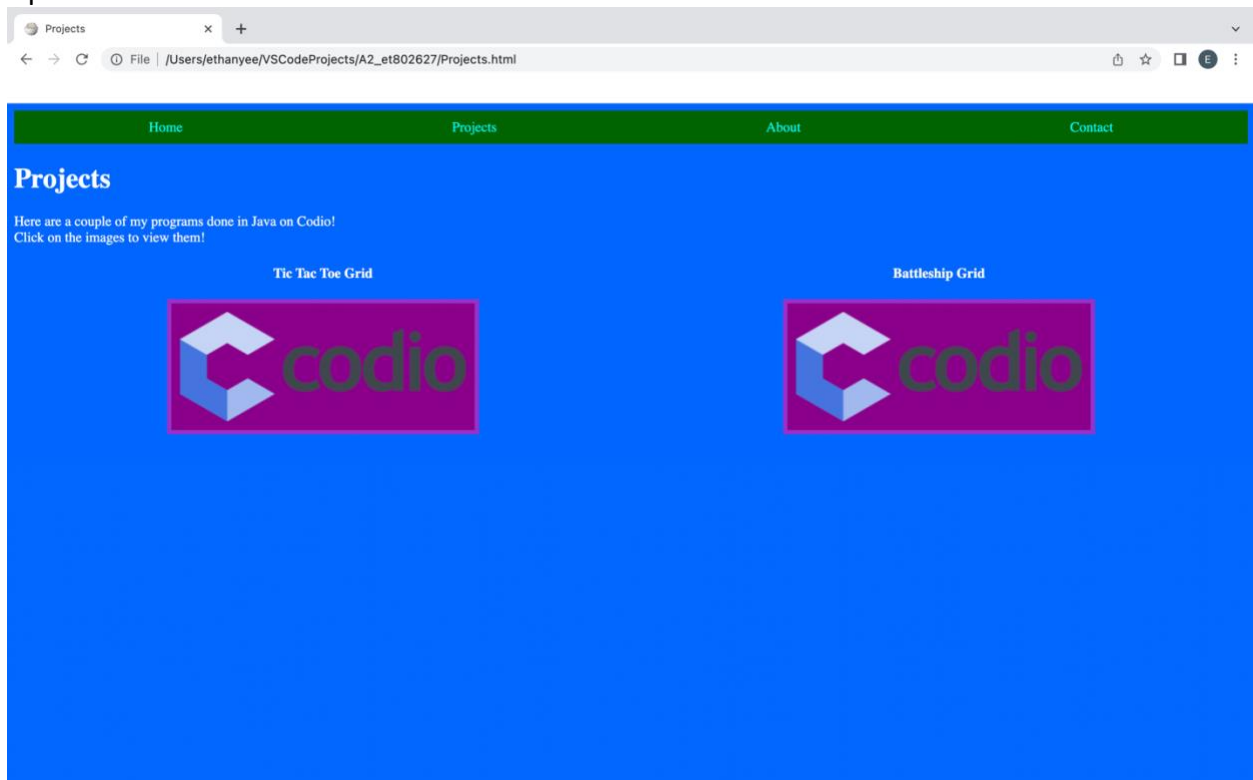 Projects
File | /Users/ethanyee/VSCodeProjects/A2_et802627/Projects.html
E
Home Projects About Contact
Projects
Here are a couple of my programs done in Java on Codio!
Click on the images to view them!
Tic Tac Toe Grid Battleship Grid
codio codio